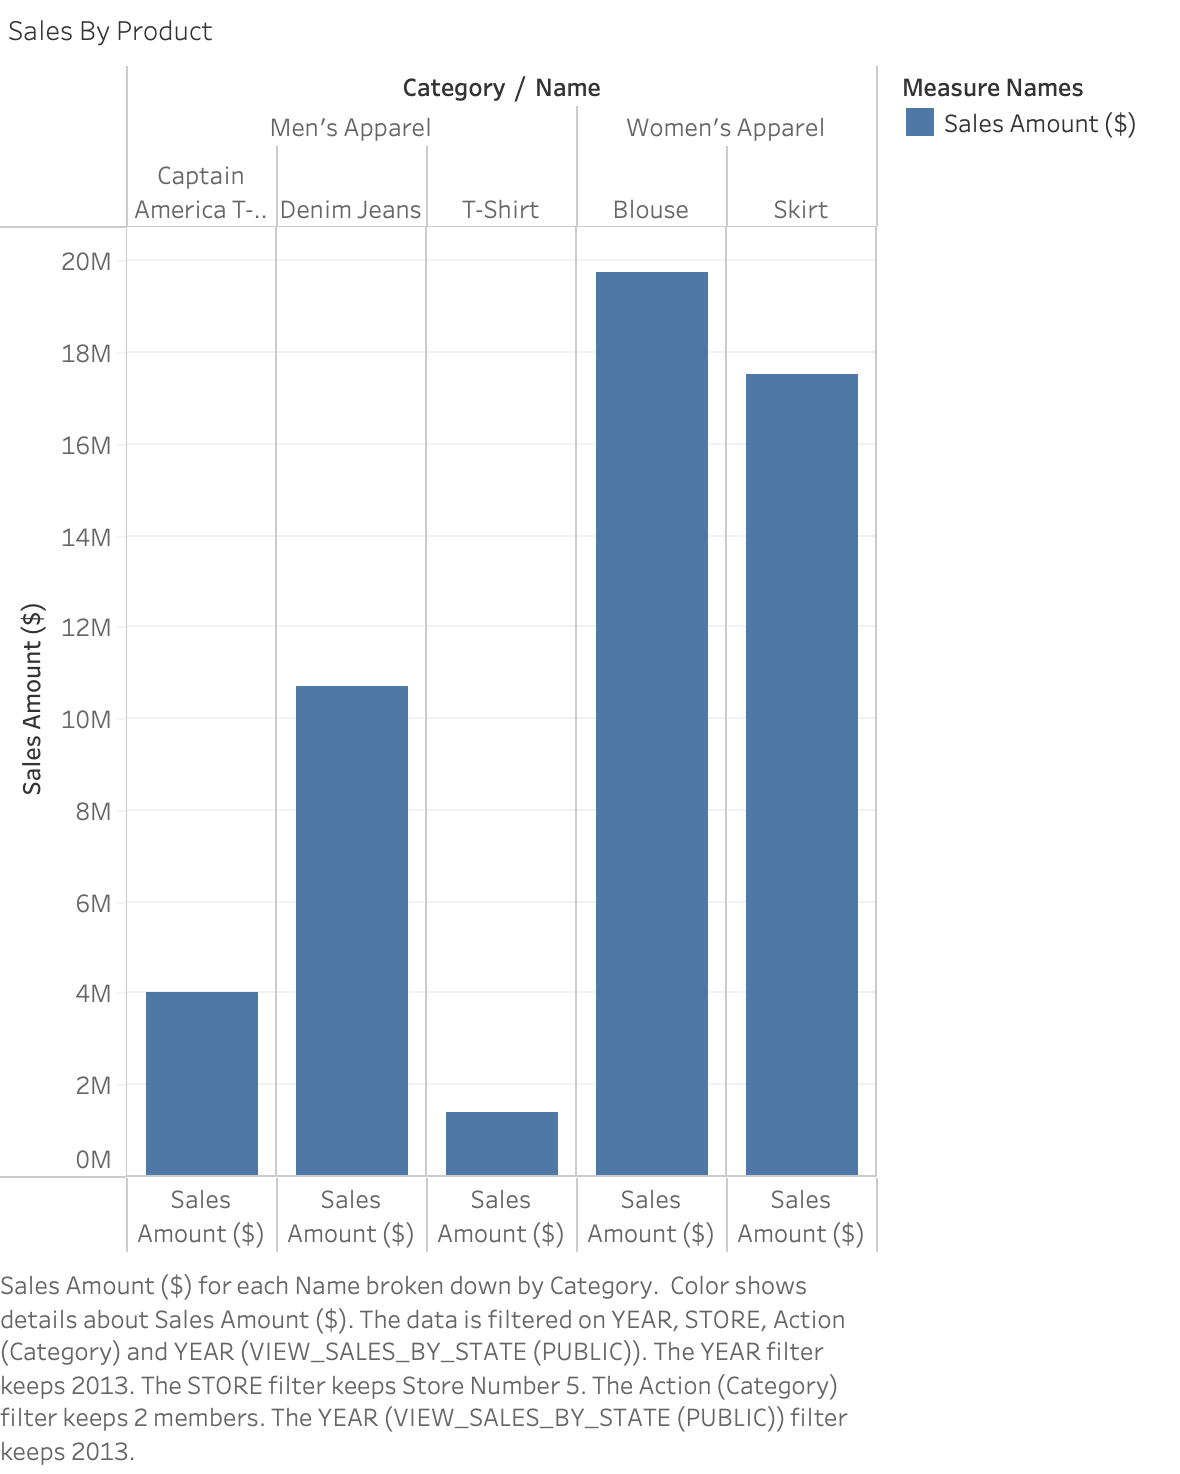 Sales By Product
Category / Name
Measure Names
Sales Amount ($)
Men's Apparel
Women's Apparel
Captain
America T-..
Denim Jeans
T-Shirt
Blouse
Skirt
20M
18M
16M
14M
12M
10M
8M
6M
4M
2M
0M
Sales Amount ($)
Sales
Amount ($)
Sales
Amount ($)
Sales
Amount ($)
Sales
Amount ($)
Sales
Amount ($)
Sales Amount ($) for each Name broken down by Category.  Color shows
details about Sales Amount ($). The data is filtered on YEAR, STORE, Action
(Category) and YEAR (VIEW_SALES_BY_STATE (PUBLIC)). The YEAR filter
keeps 2013. The STORE filter keeps Store Number 5. The Action (Category)
filter keeps 2 members. The YEAR (VIEW_SALES_BY_STATE (PUBLIC)) filter
keeps 2013.